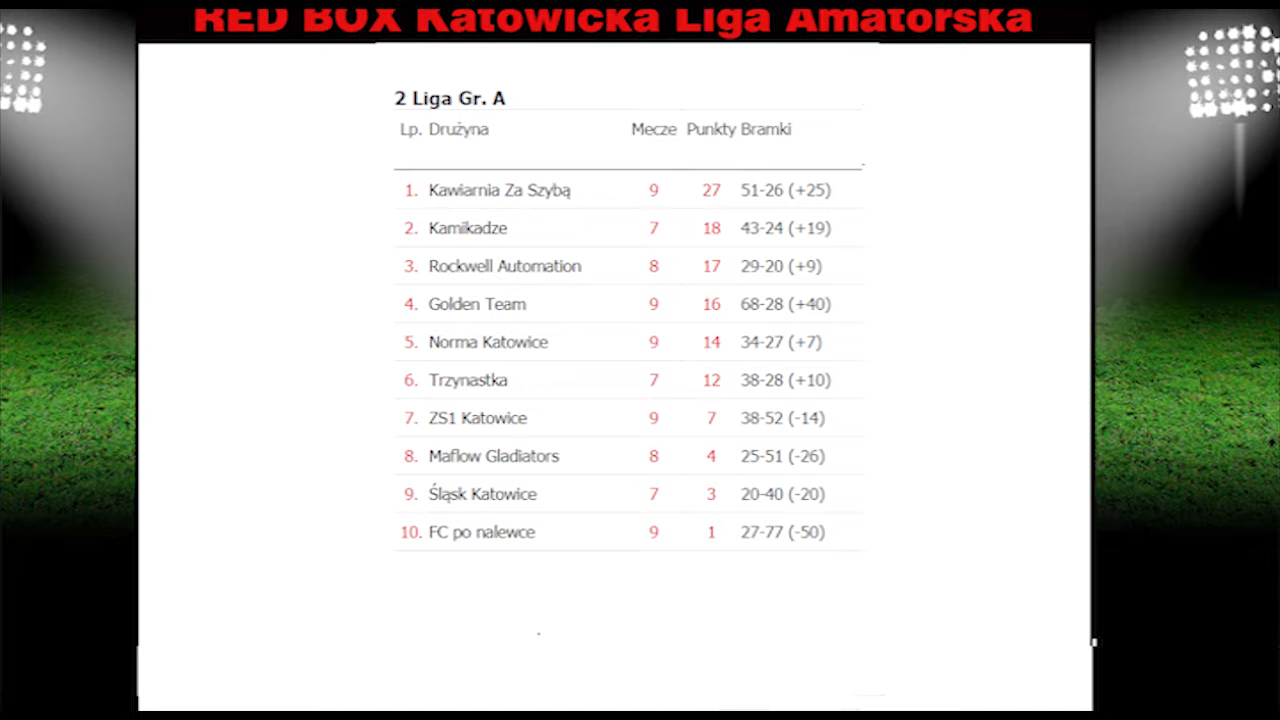 RED BOX Katowicka Liga Amatorska
2 Liga Gr. A
Lp. Drużyna Mecze Punkty Bramki
1. Kawiarnia Za Szybą 9 27 51-26 (+25)
2. Kamikadze 7 18 43-24 (+19)
3. Rockwell Automation 8 17 29-20 (+9)
4. Golden Team 9 16 68-28 (+40)
5. Norma Katowice 9 14 34-27 (+7)
6. Trzynastka 7 12 38-28 (+10)
7. ZS1 Katowice 9 7 38-52 (-14)
8. Maflow Gladiators 8 4 25-51 (-26)
9. Śląsk Katowice 7 3 20-40 (-20)
10. FC po nalewce 9 1 27-77 (-50)